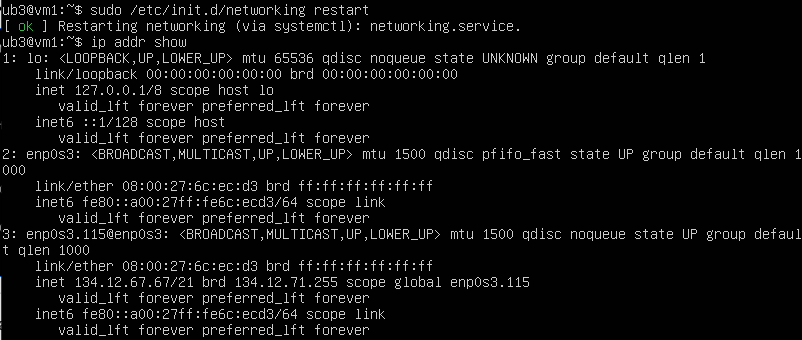 ub3@vm1:~$ sudo /etc/init.d/networking restart
[ ok ] Restarting networking (via systemctl): networking.service.
ub3@vm1:~$ ip addr show
1: lo: <LOOPBACK,UP,LOWER_UP> mtu 65536 qdisc noqueue state UNKNOWN group default qlen 1
    link/loopback 00:00:00:00:00:00 brd 00:00:00:00:00:00
    inet 127.0.0.1/8 scope host lo
       valid_lft forever preferred_lft forever
    inet6 ::1/128 scope host
       valid_lft forever preferred_lft forever
2: enp0s3: <BROADCAST,MULTICAST,UP,LOWER_UP> mtu 1500 qdisc pfifo_fast state UP group default qlen 1
000
    link/ether 08:00:27:6c:ec:d3 brd ff:ff:ff:ff:ff:ff
    inet6 fe80::a00:27ff:fe6c:ecd3/64 scope link
       valid_lft forever preferred_lft forever
3: enp0s3.115@enp0s3: <BROADCAST,MULTICAST,UP,LOWER_UP> mtu 1500 qdisc noqueue state UP group defaul
t qlen 1000
    link/ether 08:00:27:6c:ec:d3 brd ff:ff:ff:ff:ff:ff
    inet 134.12.67.67/21 brd 134.12.71.255 scope global enp0s3.115
       valid_lft forever preferred_lft forever
    inet6 fe80::a00:27ff:fe6c:ecd3/64 scope link
       valid_lft forever preferred_lft forever